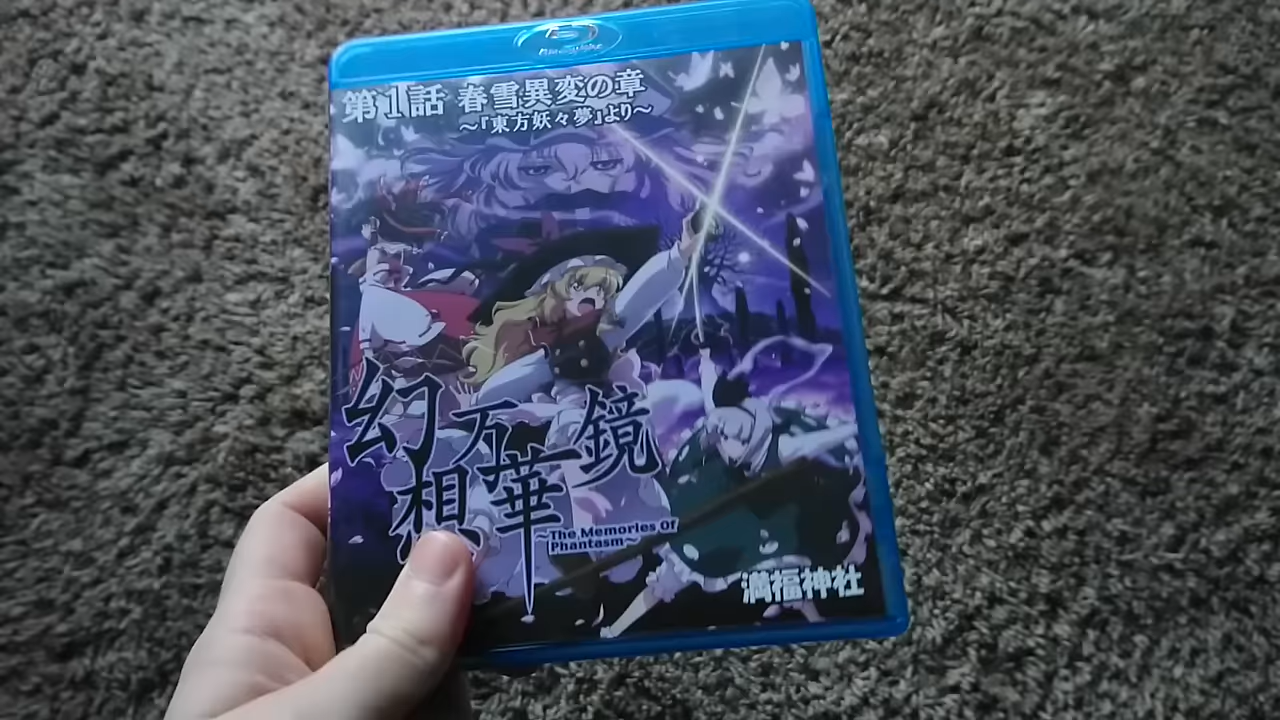 第1話 春雪異変の章
～『東方妖々夢』より～
幻想万華鏡
～The Memories Of
Phantasm～
満福神社